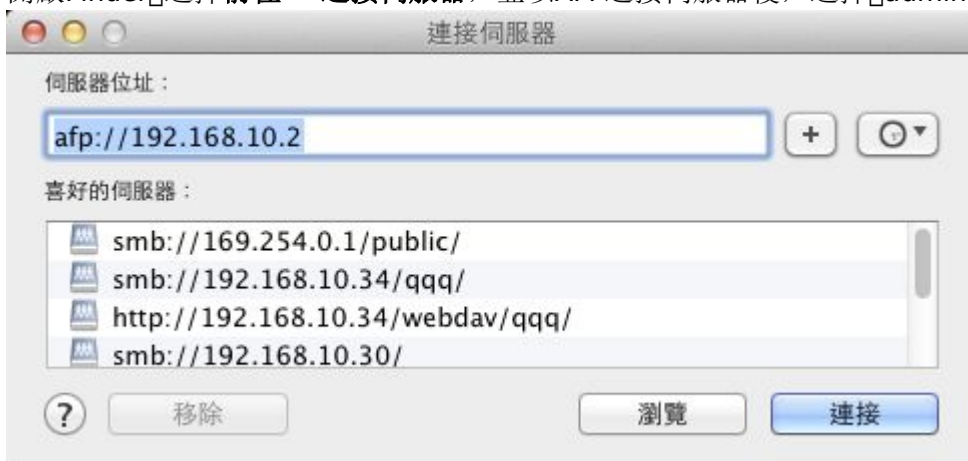 連接伺服器
伺服器位址：
afp://192.168.10.2
+
喜好的伺服器：
smb://169.254.0.1/public/
smb://192.168.10.34/qqq/
http://192.168.10.34/webdav/qqq/
smb://192.168.10.30/
? 移除 瀏覽 連接